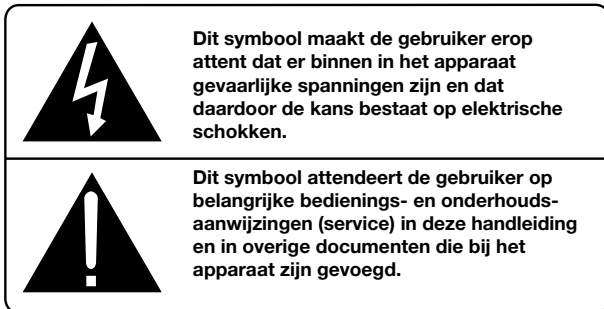 Dit symbool maakt de gebruiker erop
attent dat er binnen in het apparaat
gevaarlijke spanningen zijn en dat
daardoor de kans bestaat op elektrische
schokken.
Dit symbool attendeert de gebruiker op
belangrijke bedienings- en onderhouds-
aanwijzingen (service) in deze handleiding
en in overige documenten die bij het
apparaat zijn gevoegd.